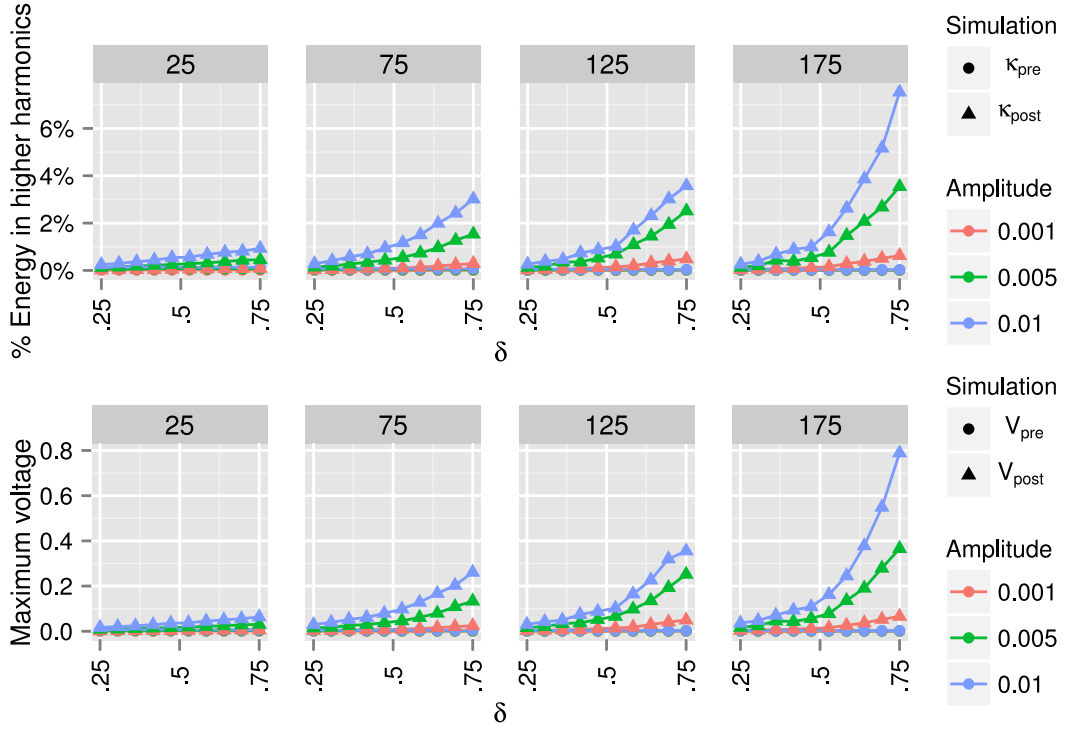 % Energy in higher harmonics
25 75 125 175
6%
4%
2%
0%
.25 .5 .75 .25 .5 .75 .25 .5 .75 .25 .5 .75
δ
Simulation
κpre
κpost
Amplitude
0.001
0.005
0.01
Maximum voltage
25 75 125 175
0.8
0.6
0.4
0.2
0.0
.25 .5 .75 .25 .5 .75 .25 .5 .75 .25 .5 .75
δ
Simulation
Vpre
Vpost
Amplitude
0.001
0.005
0.01